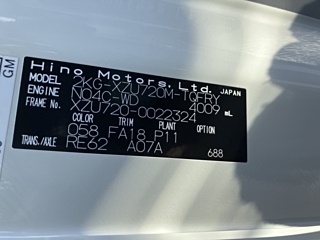 Hino Motors,Ltd. JAPAN
MODEL 2KG-XZU720M-TQFRY
ENGINE N04C-WD 4009 mL
FRAME No. XZU720-0022324
COLOR TRIM PLANT OPTION
058 FA18 P11
TRANS./AXLE RE62 A07A
688
GM